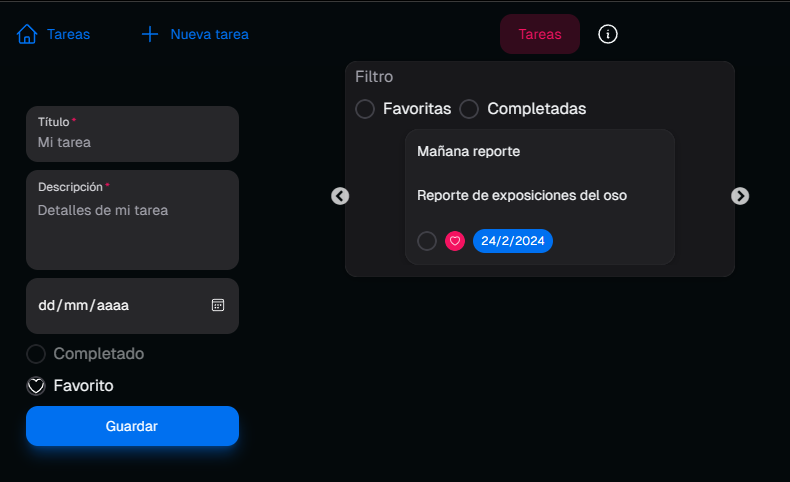 Tareas
Nueva tarea
Tareas
Título *
Mi tarea
Descripción *
Detalles de mi tarea
dd/mm/aaaa
Completado
Favorito
Guardar
Filtro
Favoritas
Completadas
Mañana reporte
Reporte de exposiciones del oso
24/2/2024